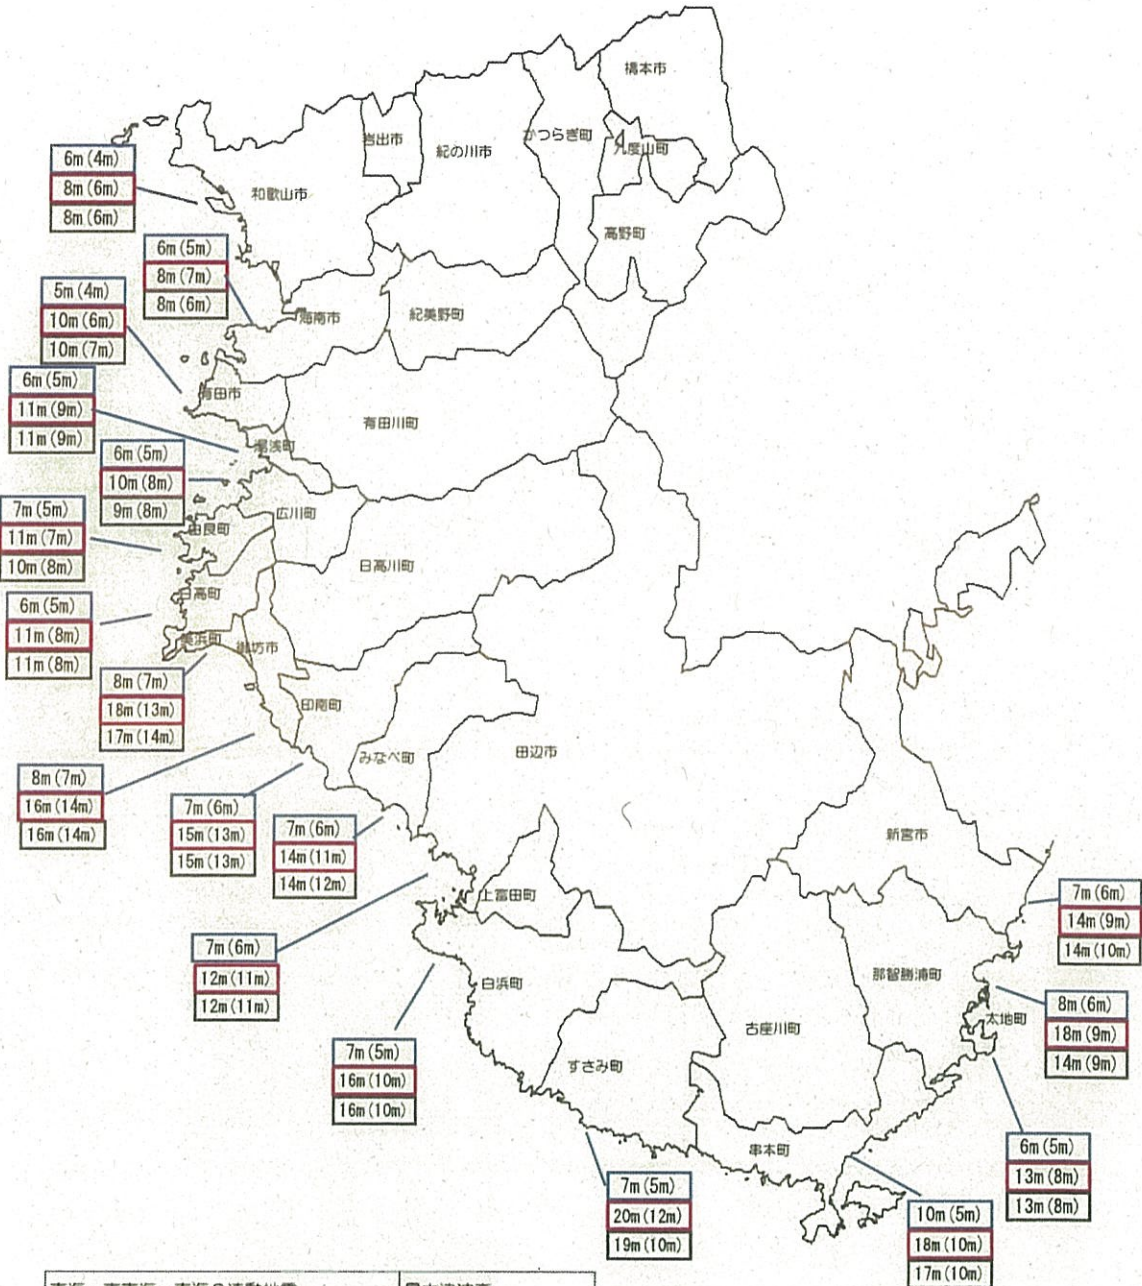 橋本市
岩出市
紀の川市
かつらぎ町
九度山町
和歌山市
高野町
6m(4m)
8m(6m)
8m(6m)
6m(5m)
8m(7m)
8m(6m)
海南市
紀美野町
5m(4m)
10m(6m)
10m(7m)
有田市
有田川町
6m(5m)
11m(9m)
11m(9m)
湯浅町
6m(5m)
10m(8m)
9m(8m)
広川町
由良町
7m(5m)
11m(7m)
10m(8m)
日高川町
日高町
6m(5m)
11m(8m)
11m(8m)
美浜町
御坊市
8m(7m)
18m(13m)
17m(14m)
印南町
みなべ町
田辺市
8m(7m)
16m(14m)
16m(14m)
7m(6m)
15m(13m)
15m(13m)
7m(6m)
14m(11m)
14m(12m)
新宮市
上富田町
7m(6m)
14m(9m)
14m(10m)
7m(6m)
12m(11m)
12m(11m)
白浜町
那智勝浦町
8m(6m)
18m(9m)
14m(9m)
太地町
古座川町
7m(5m)
16m(10m)
16m(10m)
すさみ町
串本町
6m(5m)
13m(8m)
13m(8m)
7m(5m)
20m(12m)
19m(10m)
10m(5m)
18m(10m)
17m(10m)